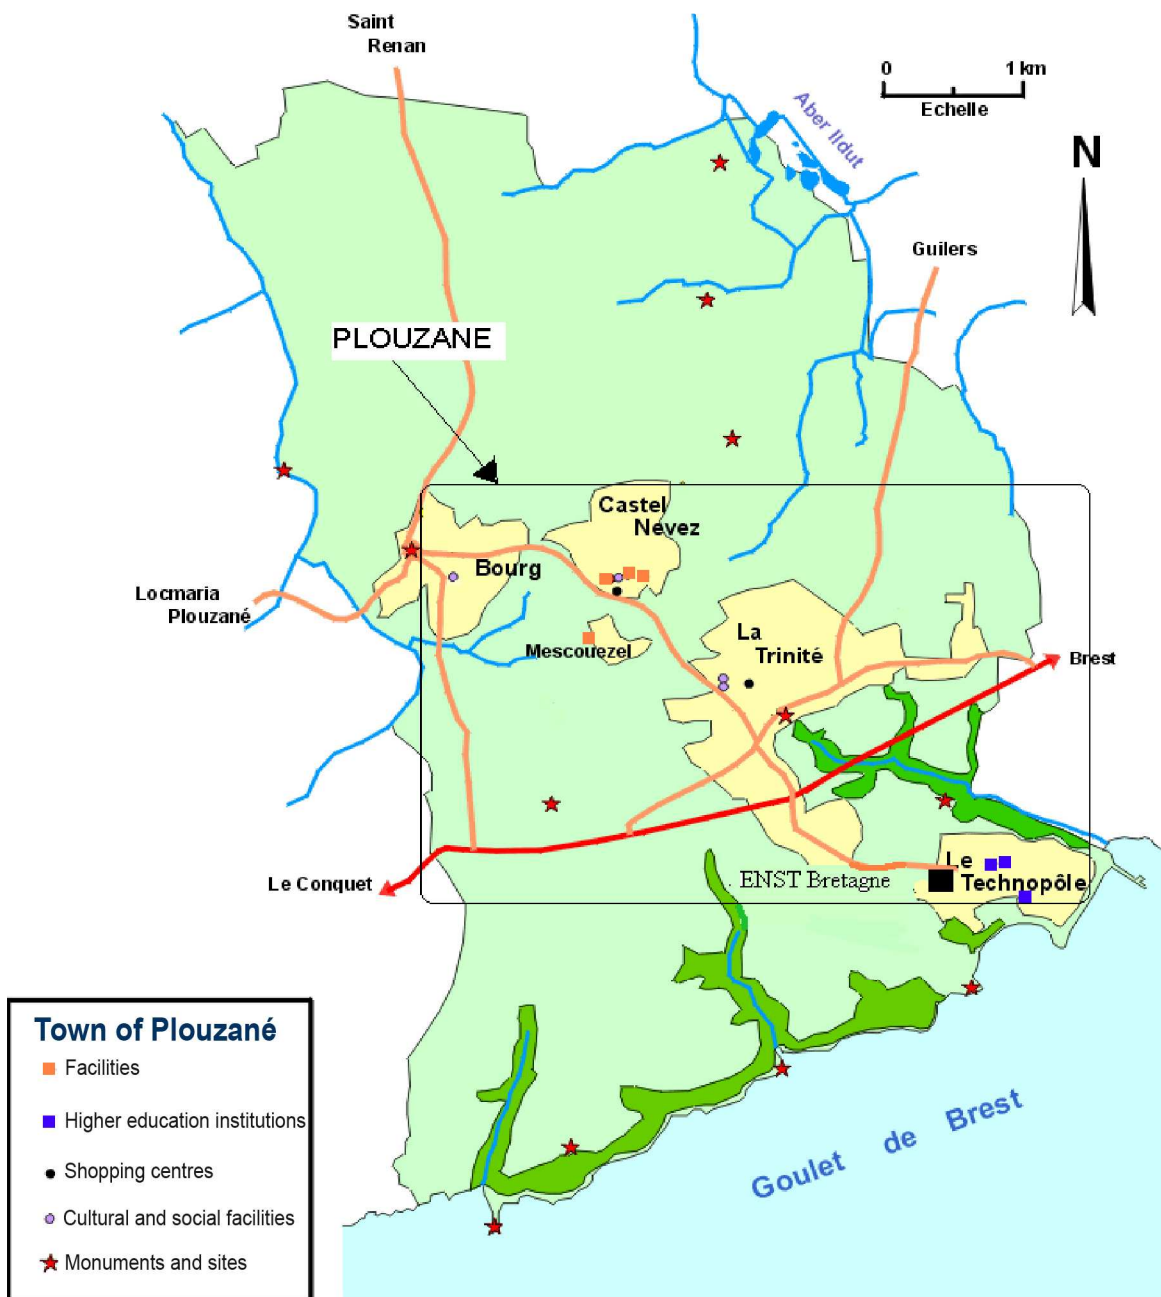 Saint
Renan
0 1 km
Echelle
Aber Ildut
N
Guilers
PLOUZANE
Castel
Nevez
Bourg
Locmaria
Plouzané
La
Trinité
Mescouezel
Brest
Le Conquet
Le
Technopôle
. ENST Bretagne
Goulet de Brest
Town of Plouzané
Facilities
Higher education institutions
Shopping centres
Cultural and social facilities
Monuments and sites